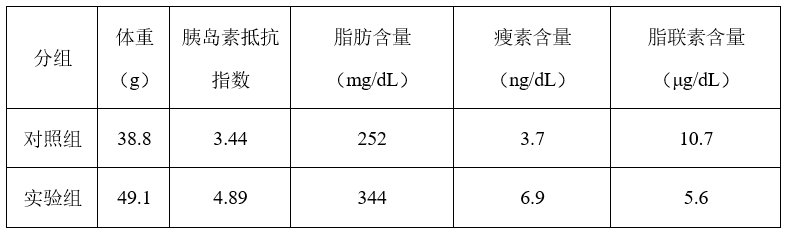 分组 体重（g） 胰岛素抵抗指数 脂肪含量（mg/dL） 瘦素含量（ng/dL） 脂联素含量（μg/dL）
对照组 38.8 3.44 252 3.7 10.7
实验组 49.1 4.89 344 6.9 5.6